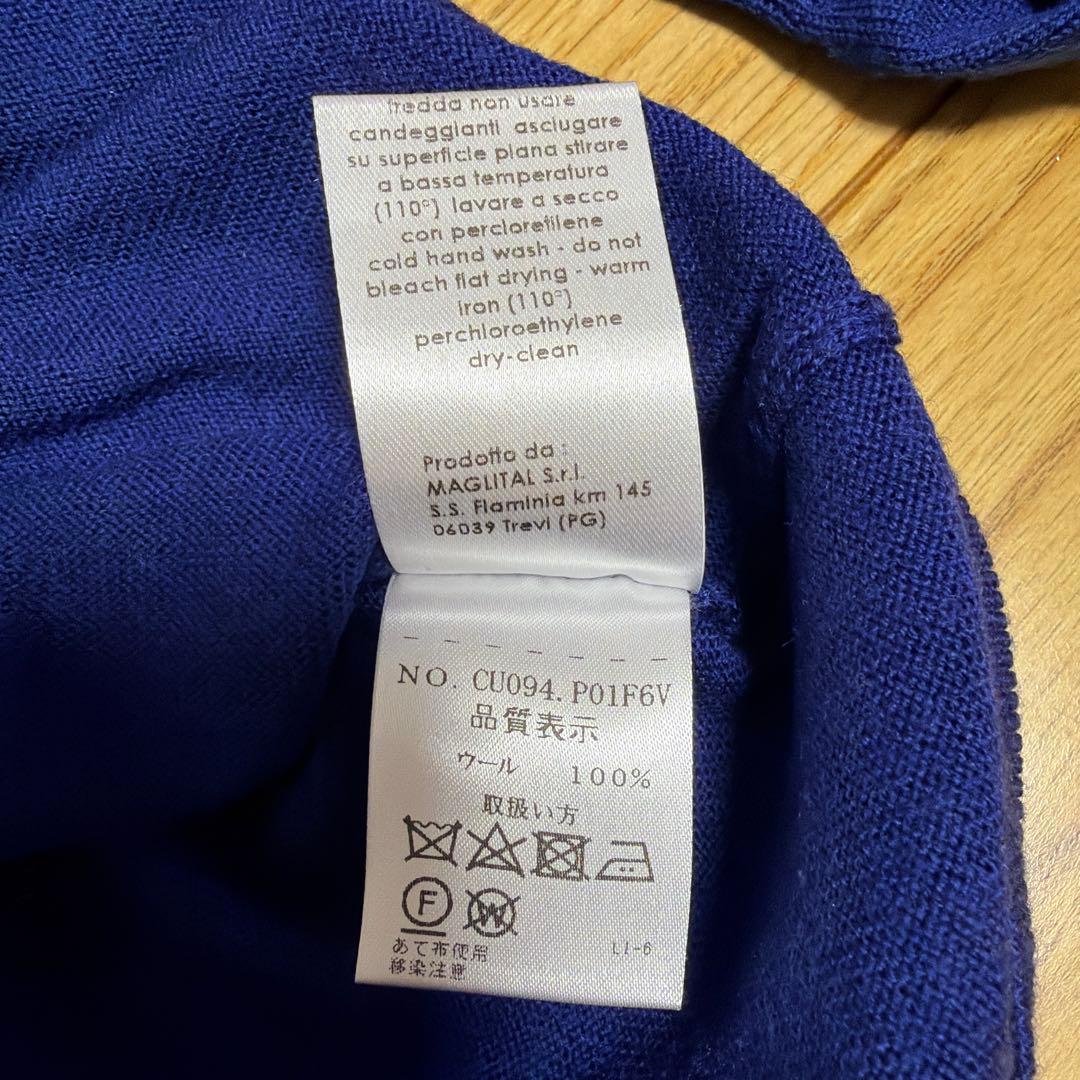 fredda non usare
candeggianti asciugare
su superficie piana stirare
a bassa temperatura
(110°) lavare a secco
con percloretilene
cold hand wash - do not
bleach flat drying - warm
iron (110°)
perchloroethylene
dry-clean
Prodotto da :
MAGLITAL S.r.l.
S.S. Flaminia km 145
06039 Trevi (PG)
NO. CU094. P01F6V
品質表示
ウール 100%
取扱い方
F W
あて布使用
移染注意
LI-6